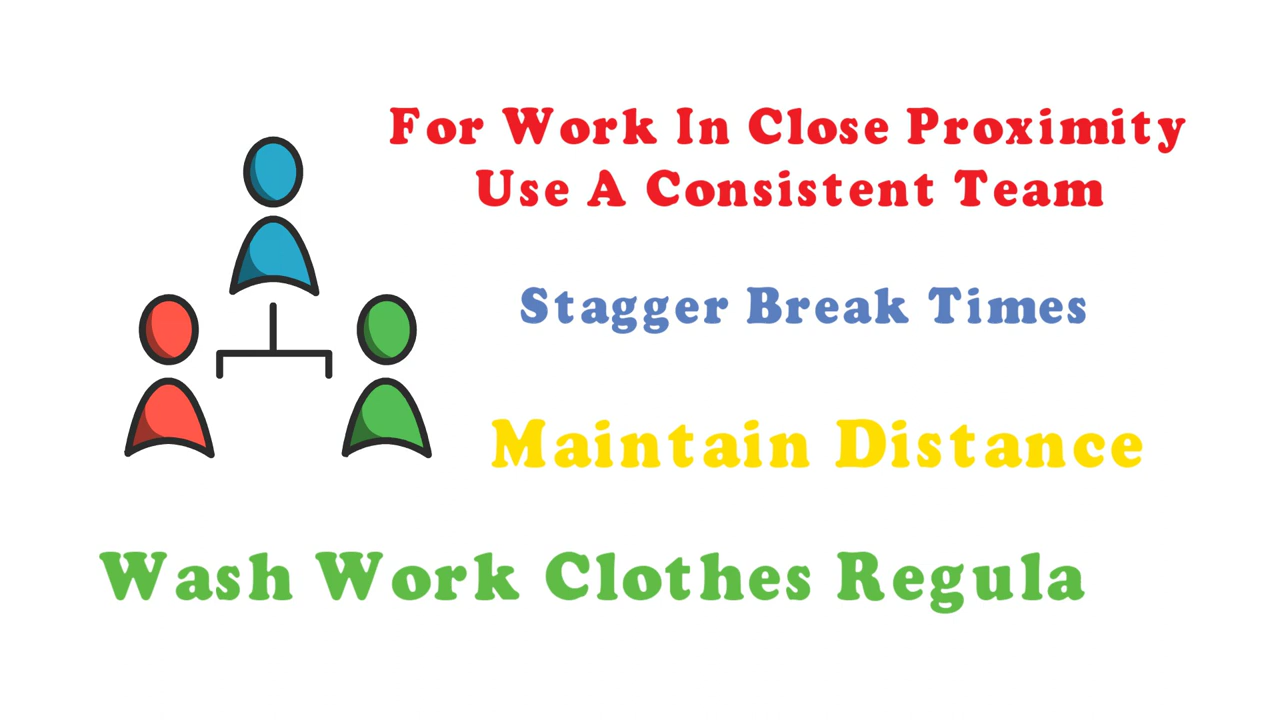 For Work In Close Proximity
Use A Consistent Team
Stagger Break Times
Maintain Distance
Wash Work Clothes Regula